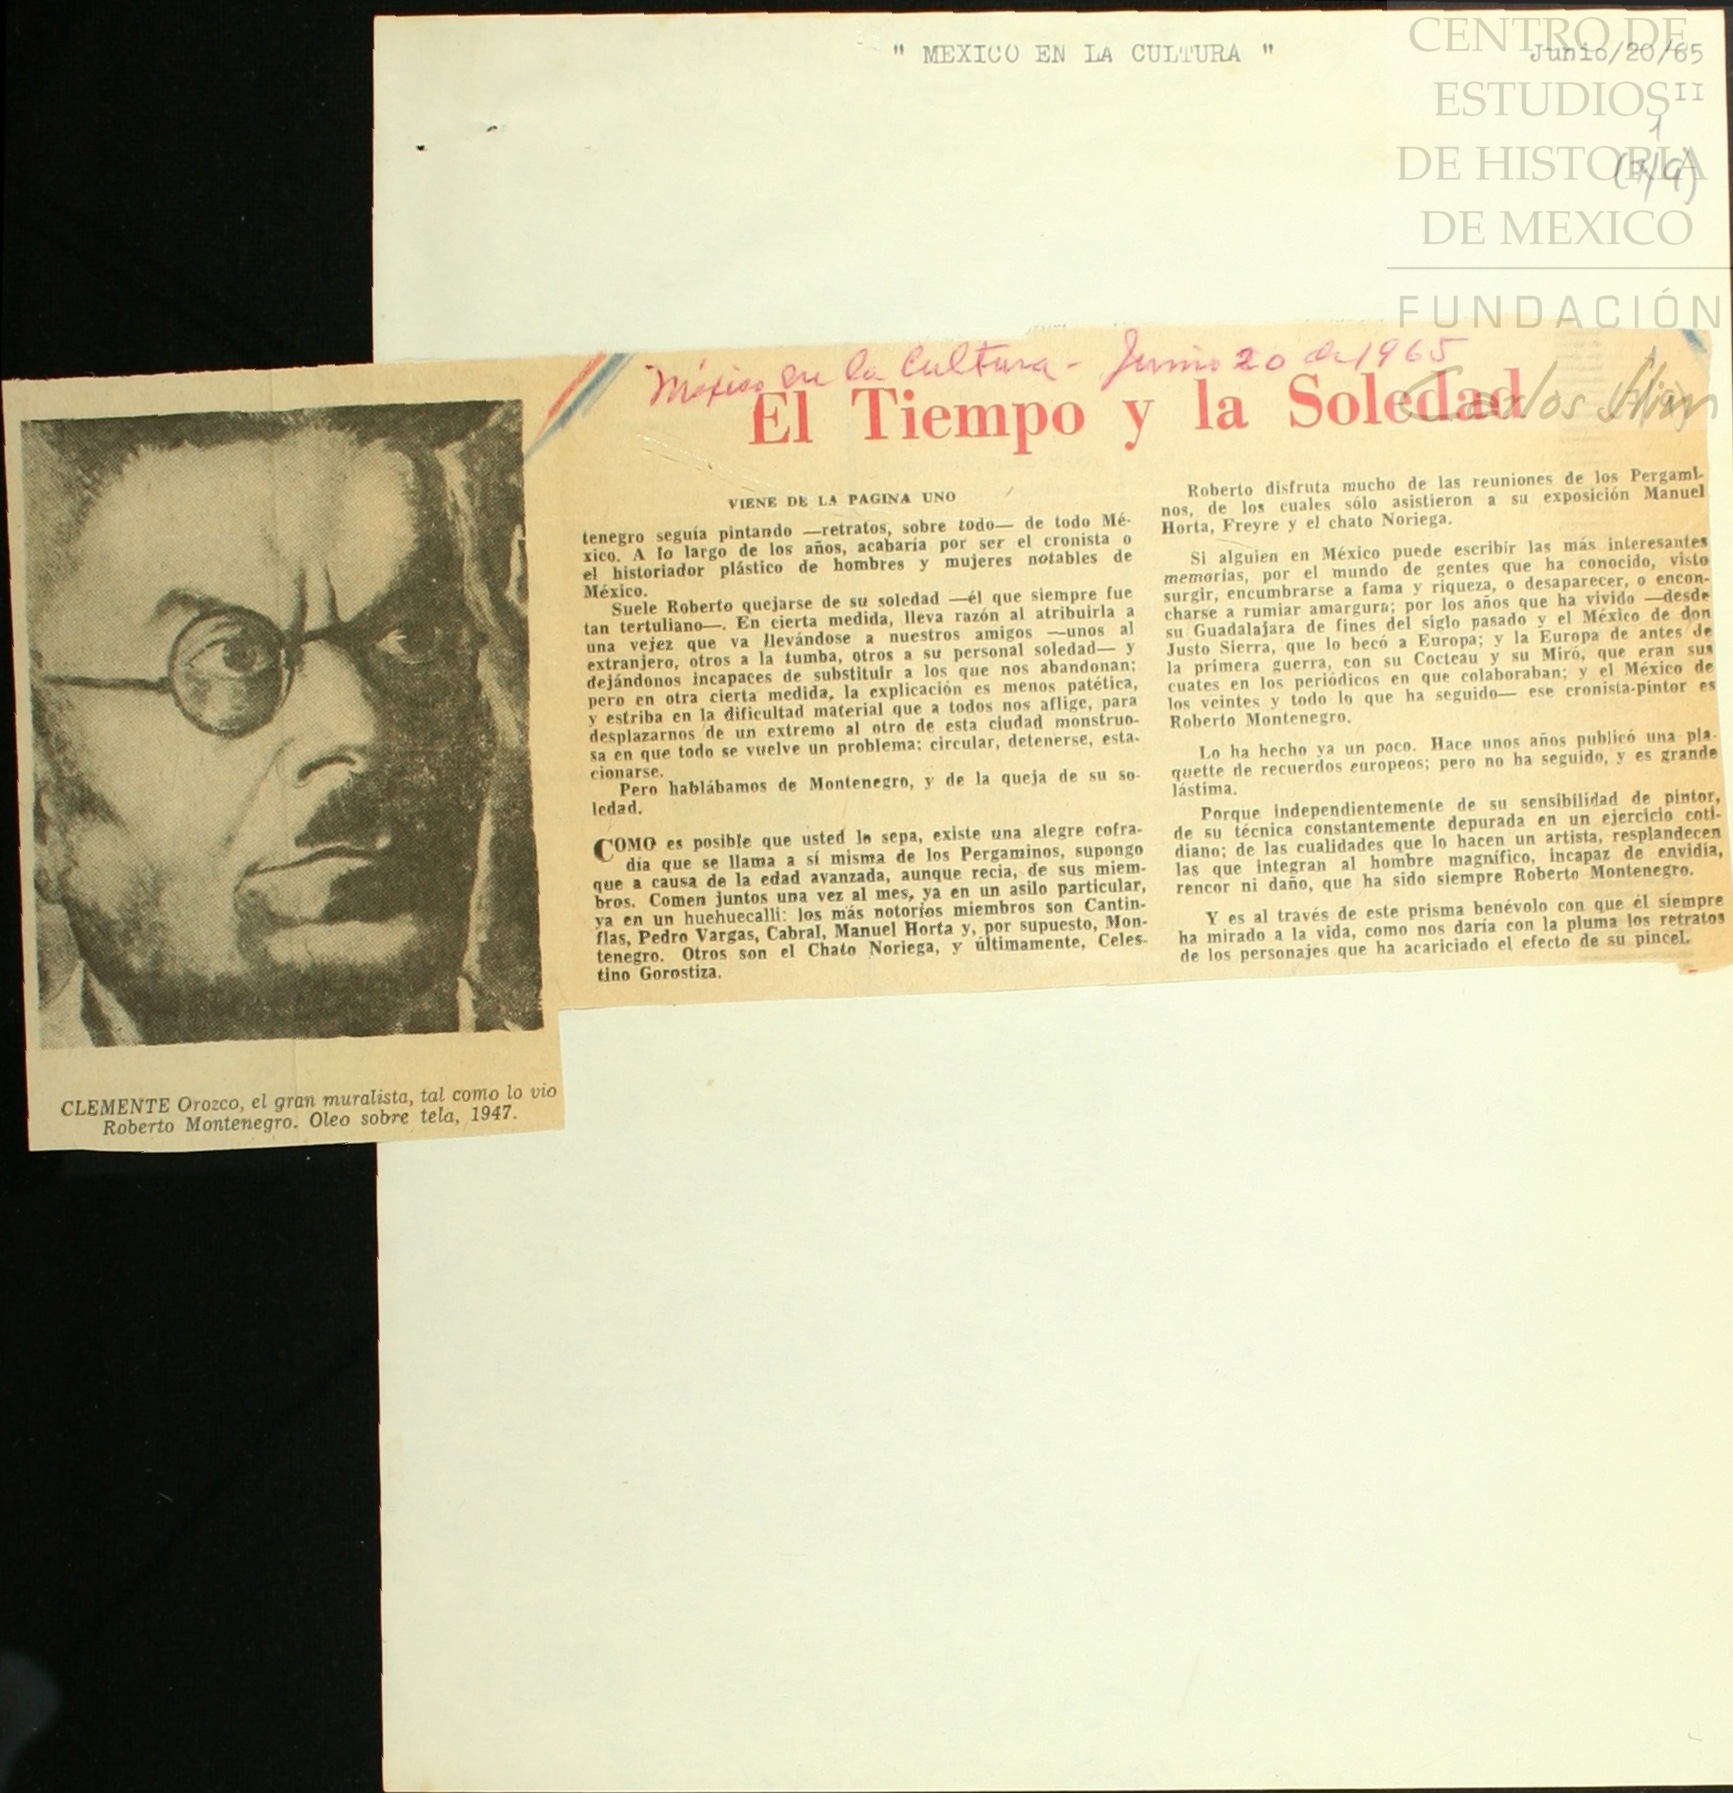 " MEXICO EN LA CULTURA "
Junio/20/65
II
1
CENTRO DE
ESTUDIOS
DE HISTORIA
DE MEXICO
FUNDACIÓN
Carlos Slim
México en la Cultura - Junio 20 de 1965
El Tiempo y la Soledad
VIENE DE LA PAGINA UNO
tenegro seguía pintando —retratos, sobre todo— de todo Mé-
xico. A lo largo de los años, acabaría por ser el cronista o
el historiador plástico de hombres y mujeres notables de
México.
Suele Roberto quejarse de su soledad —él que siempre fue
tan tertuliano—. En cierta medida, lleva razón al atribuirla a
una vejez que va llevándose a nuestros amigos —unos al
extranjero, otros a la tumba, otros a su personal soledad— y
dejándonos incapaces de substituir a los que nos abandonan;
pero en otra cierta medida, la explicación es menos patética,
y estriba en la dificultad material que a todos nos aflige, para
desplazarnos de un extremo al otro de esta ciudad monstruo-
sa en que todo se vuelve un problema: circular, detenerse, esta-
cionarse.
Pero hablábamos de Montenegro, y de la queja de su so-
ledad.
COMO es posible que usted lo sepa, existe una alegre cofra-
día que se llama a sí misma de los Pergaminos, supongo
que a causa de la edad avanzada, aunque recia, de sus miem-
bros. Comen juntos una vez al mes, ya en un asilo particular,
ya en un huehuecalli: los más notorios miembros son Cantin-
flas, Pedro Vargas, Cabral, Manuel Horta y, por supuesto, Mon-
tenegro. Otros son el Chato Noriega, y últimamente, Celes-
tino Gorostiza.
Roberto disfruta mucho de las reuniones de los Pergami-
nos, de los cuales sólo asistieron a su exposición Manuel
Horta, Freyre y el chato Noriega.
Si alguien en México puede escribir las más interesantes
memorias, por el mundo de gentes que ha conocido, visto
surgir, encumbrarse a fama y riqueza, o desaparecer, o encon-
charse a rumiar amargura; por los años que ha vivido —desde
su Guadalajara de fines del siglo pasado y el México de don
Justo Sierra, que lo becó a Europa; y la Europa de antes de
la primera guerra, con su Cocteau y su Miró, que eran sus
cuates en los periódicos en que colaboraban; y el México de
los veintes y todo lo que ha seguido— ese cronista-pintor es
Roberto Montenegro.
Lo ha hecho ya un poco. Hace unos años publicó una pla-
quette de recuerdos europeos; pero no ha seguido, y es grande
lástima.
Porque independientemente de su sensibilidad de pintor,
de su técnica constantemente depurada en un ejercicio coti-
diano; de las cualidades que lo hacen un artista, resplandecen
las que integran al hombre magnífico, incapaz de envidia,
rencor ni daño, que ha sido siempre Roberto Montenegro.
Y es al través de este prisma benévolo con que él siempre
ha mirado a la vida, como nos daría con la pluma los retratos
de los personajes que ha acariciado el efecto de su pincel.
CLEMENTE Orozco, el gran muralista, tal como lo vio
Roberto Montenegro. Oleo sobre tela, 1947.